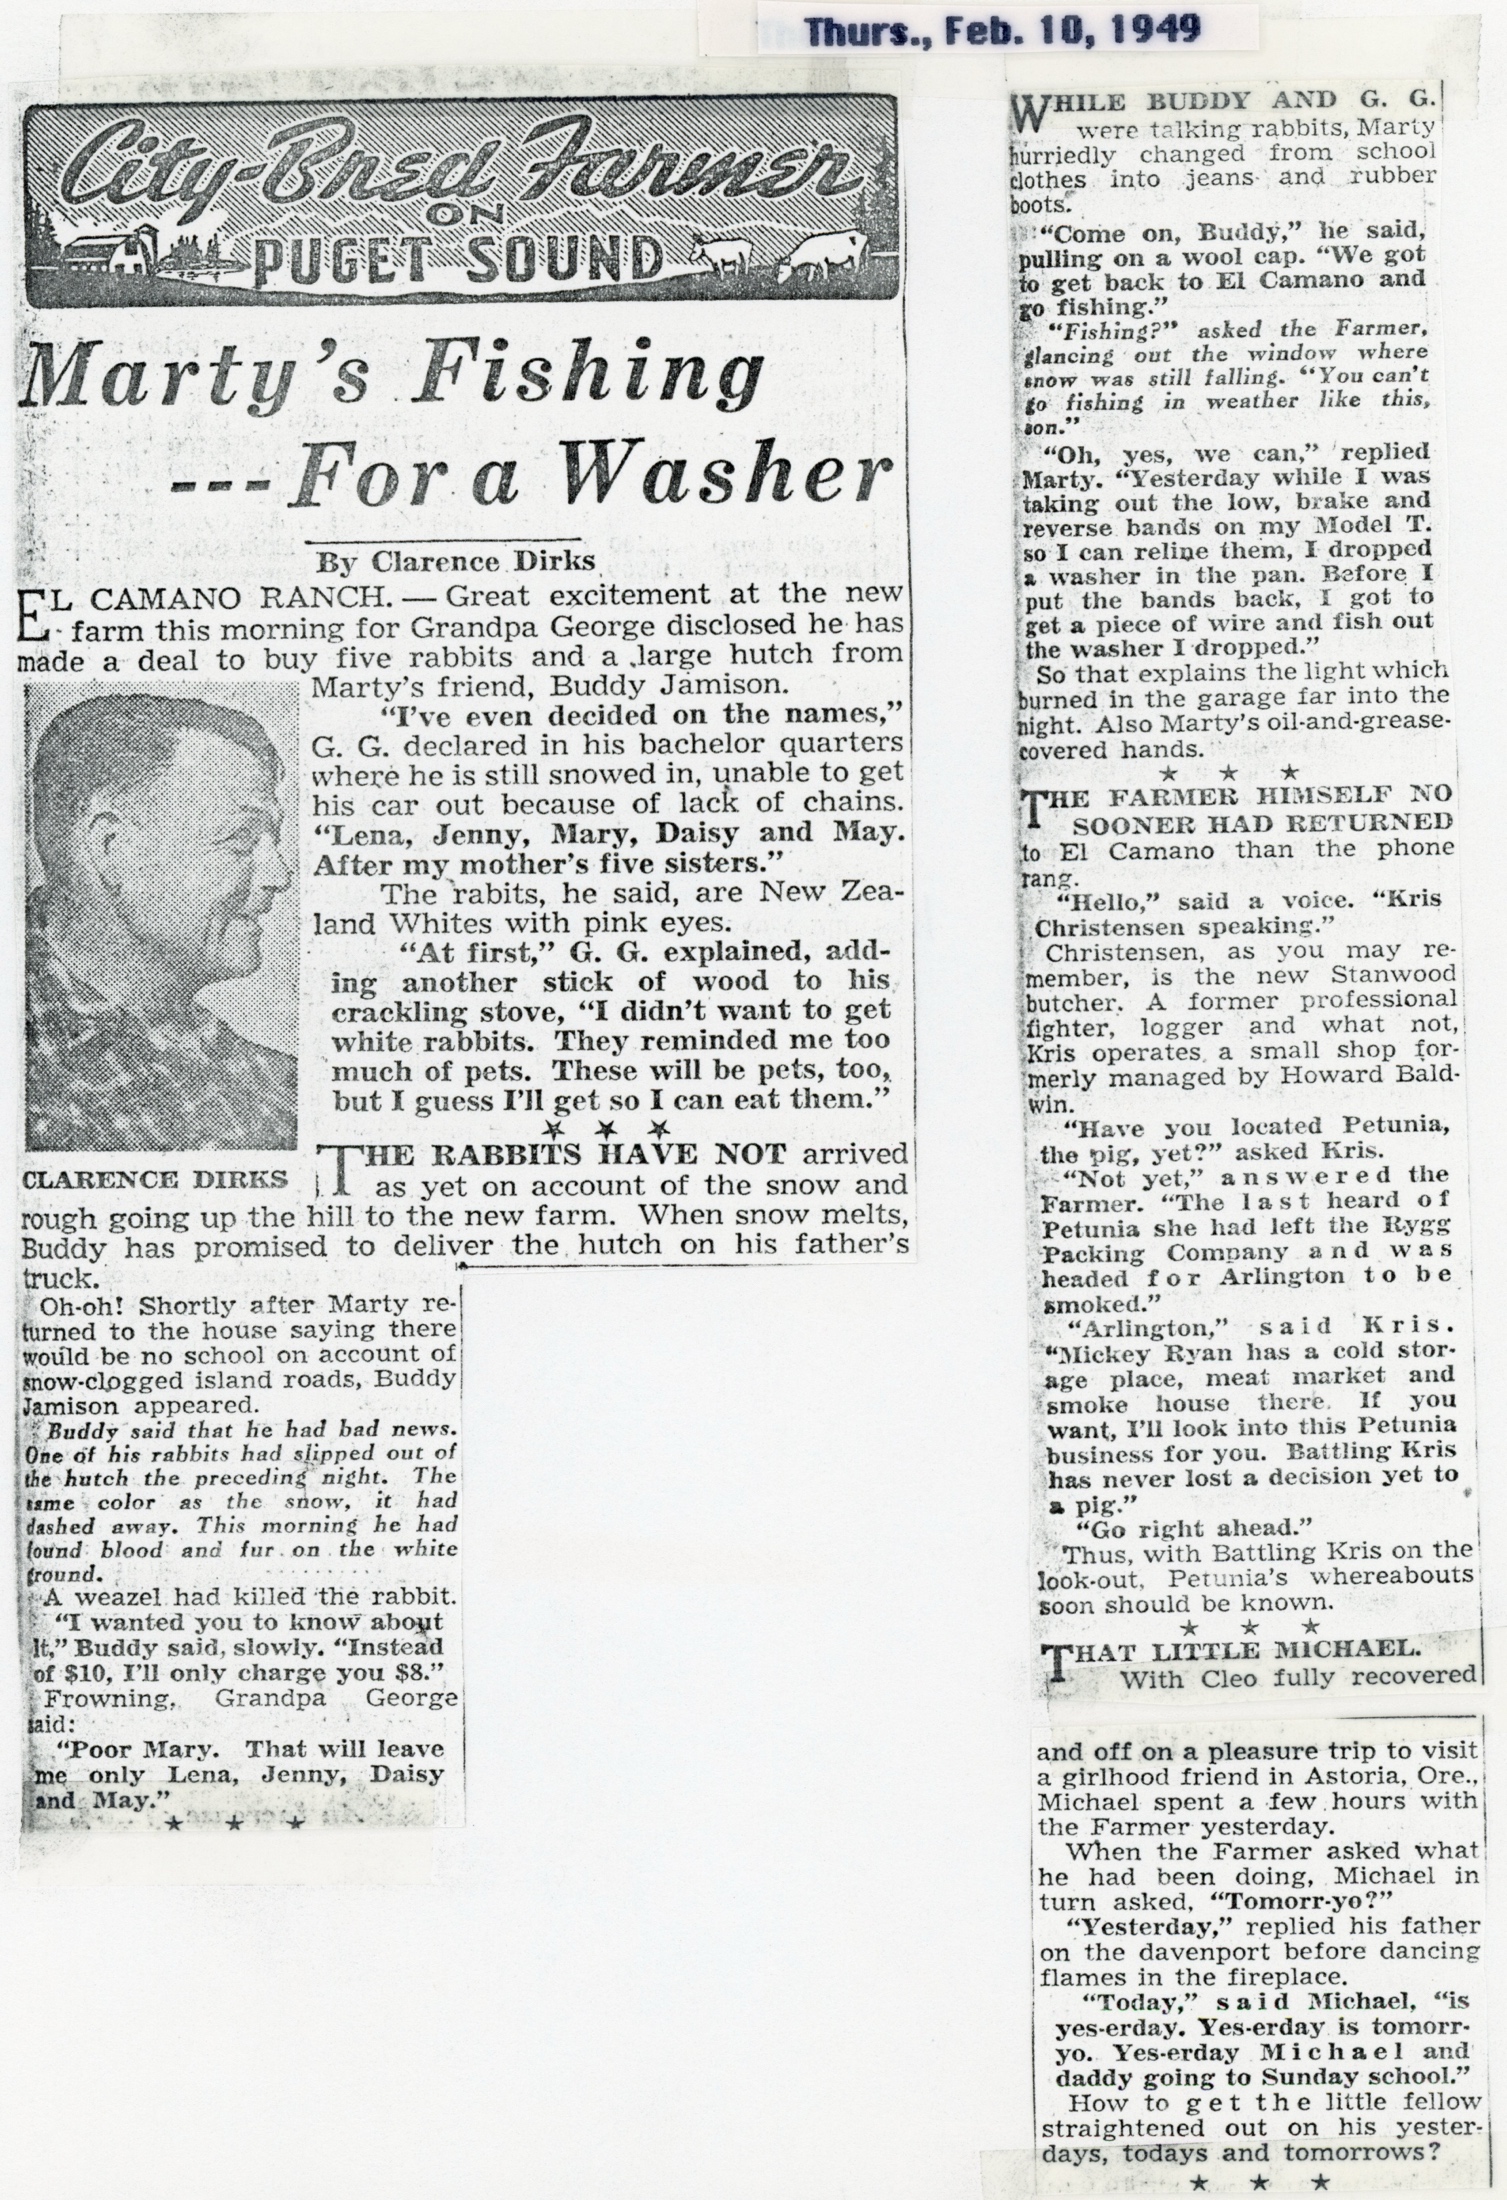 Thurs., Feb. 10, 1949
City-Bred Farmer
ON
PUGET SOUND
Marty's Fishing
---For a Washer
By Clarence Dirks
EL CAMANO RANCH. — Great excitement at the new
farm this morning for Grandpa George disclosed he has
made a deal to buy five rabbits and a large hutch from
Marty's friend, Buddy Jamison.
"I've even decided on the names,"
G. G. declared in his bachelor quarters
where he is still snowed in, unable to get
his car out because of lack of chains.
"Lena, Jenny, Mary, Daisy and May.
After my mother's five sisters."
The rabits, he said, are New Zea-
land Whites with pink eyes.
"At first," G. G. explained, add-
ing another stick of wood to his
crackling stove, "I didn't want to get
white rabbits. They reminded me too
much of pets. These will be pets, too,
but I guess I'll get so I can eat them."
CLARENCE DIRKS
THE RABBITS HAVE NOT arrived
as yet on account of the snow and
rough going up the hill to the new farm. When snow melts,
Buddy has promised to deliver the hutch on his father's
truck.
Oh-oh! Shortly after Marty re-
turned to the house saying there
would be no school on account of
snow-clogged island roads, Buddy
Jamison appeared.
Buddy said that he had bad news.
One of his rabbits had slipped out of
the hutch the preceding night. The
same color as the snow, it had
dashed away. This morning he had
found blood and fur on the white
ground.
A weazel had killed the rabbit.
"I wanted you to know about
it," Buddy said, slowly. "Instead
of $10, I'll only charge you $8."
Frowning, Grandpa George
said:
"Poor Mary. That will leave
me only Lena, Jenny, Daisy
and May."
WHILE BUDDY AND G. G.
were talking rabbits, Marty
hurriedly changed from school
clothes into jeans and rubber
boots.
"Come on, Buddy," he said,
pulling on a wool cap. "We got
to get back to El Camano and
go fishing."
"Fishing?" asked the Farmer,
glancing out the window where
snow was still falling. "You can't
go fishing in weather like this,
son."
"Oh, yes, we can," replied
Marty. "Yesterday while I was
taking out the low, brake and
reverse bands on my Model T.
so I can reline them, I dropped
a washer in the pan. Before I
put the bands back, I got to
get a piece of wire and fish out
the washer I dropped."
So that explains the light which
burned in the garage far into the
night. Also Marty's oil-and-grease-
covered hands.
THE FARMER HIMSELF NO
SOONER HAD RETURNED
to El Camano than the phone
rang.
"Hello," said a voice. "Kris
Christensen speaking."
Christensen, as you may re-
member, is the new Stanwood
butcher. A former professional
fighter, logger and what not,
Kris operates a small shop for-
merly managed by Howard Bald-
win.
"Have you located Petunia,
the pig, yet?" asked Kris.
"Not yet," answered the
Farmer. "The last heard of
Petunia she had left the Rygg
Packing Company and was
headed for Arlington to be
smoked."
"Arlington," said Kris.
"Mickey Ryan has a cold stor-
age place, meat market and
smoke house there. If you
want, I'll look into this Petunia
business for you. Battling Kris
has never lost a decision yet to
a pig."
"Go right ahead."
Thus, with Battling Kris on the
look-out, Petunia's whereabouts
soon should be known.
THAT LITTLE MICHAEL.
With Cleo fully recovered
and off on a pleasure trip to visit
a girlhood friend in Astoria, Ore.,
Michael spent a few hours with
the Farmer yesterday.
When the Farmer asked what
he had been doing, Michael in
turn asked, "Tomorr-yo?"
"Yesterday," replied his father
on the davenport before dancing
flames in the fireplace.
"Today," said Michael, "is
yes-erday. Yes-erday is tomorr-
yo. Yes-erday Michael and
daddy going to Sunday school."
How to get the little fellow
straightened out on his yester-
days, todays and tomorrows?